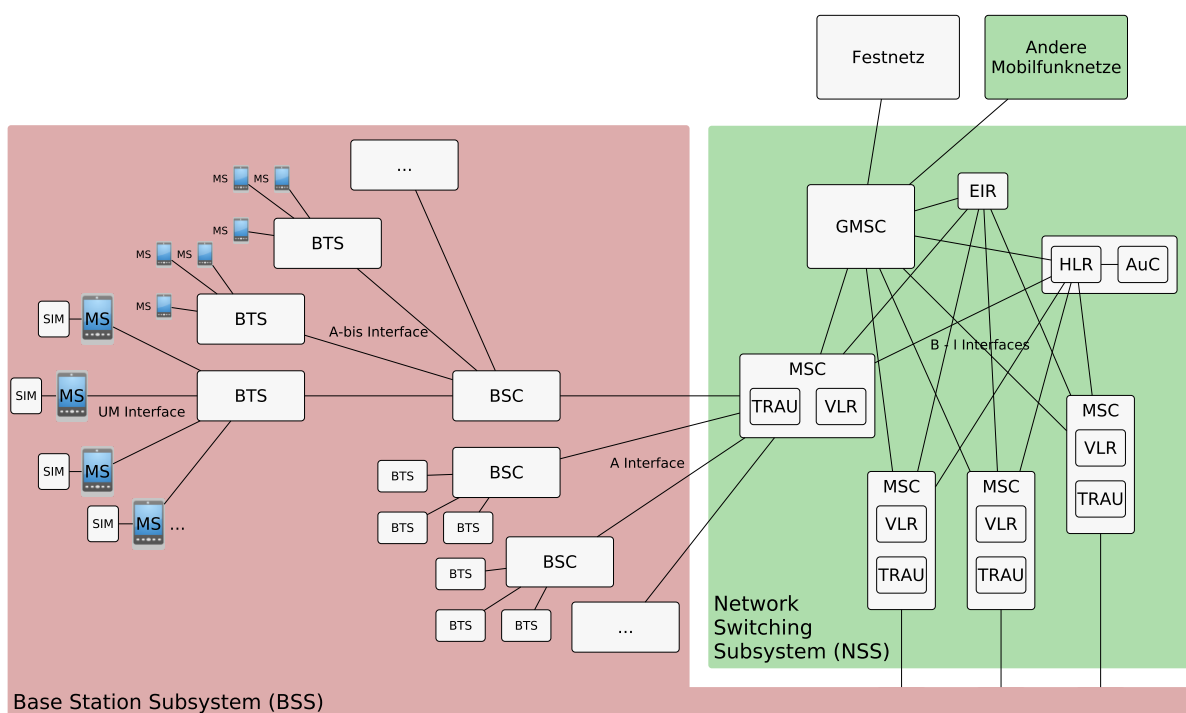 Festnetz
Andere
Mobilfunknetze
...
MS
MS
MS
BTS
MS
MS
MS
BTS
A-bis Interface
SIM
MS
SIM
MS
UM Interface
BTS
BSC
SIM
MS
SIM
MS
...
BTS
BSC
BTS
BTS
A Interface
BTS
BSC
BTS
BTS
...
Base Station Subsystem (BSS)
GMSC
EIR
HLR
AuC
B - I Interfaces
MSC
TRAU
VLR
MSC
VLR
TRAU
MSC
VLR
TRAU
MSC
VLR
TRAU
Network
Switching
Subsystem (NSS)